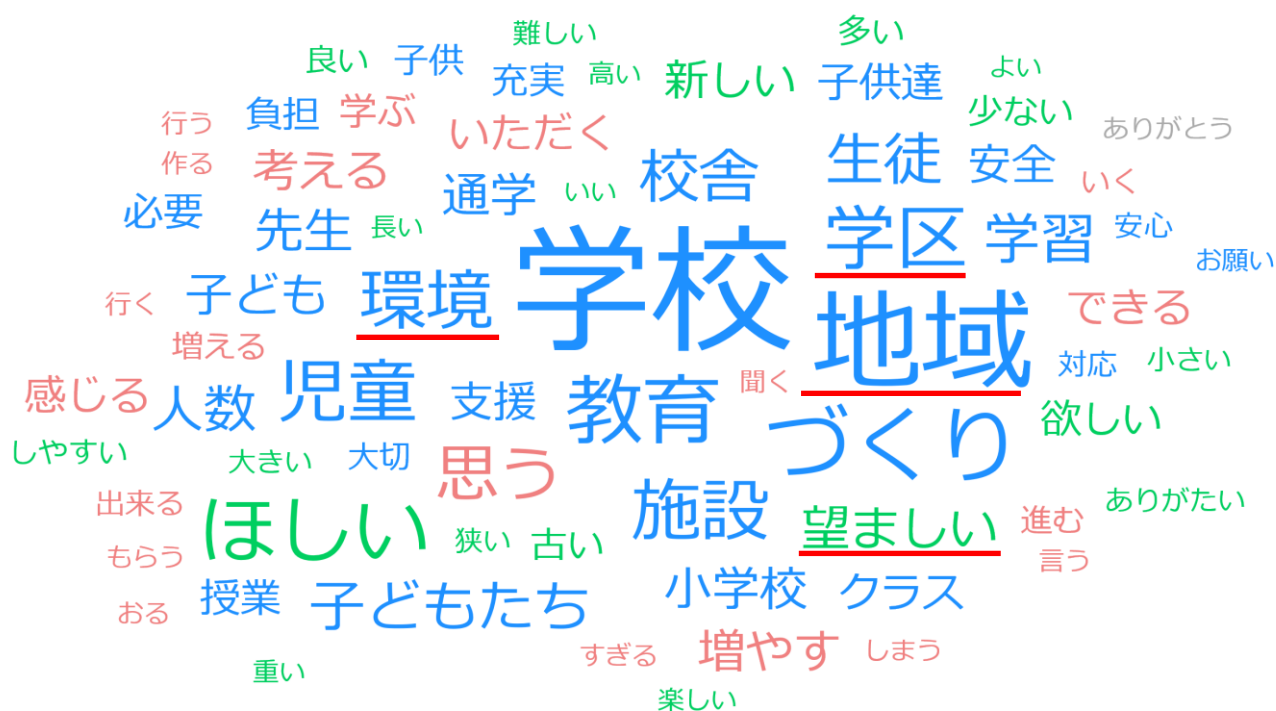 難しい 多い
良い 子供 充実 高い 新しい 子供達 よい
行う 負担 学ぶ いただく 少ない ありがとう
作る 考える 通学 いい 校舎 生徒 安全 いく
必要 先生 長い 学区 学習 安心
お願い
行く 子ども 環境 学校 地域 できる
増える 対応 小さい
感じる 人数 児童 支援 教育 聞く づくり 欲しい
しやすい 大きい 大切 思う
出来る ほしい 狭い 古い 施設 望ましい 進む ありがたい
もらう 言う
おる 授業 子どもたち 小学校 クラス
すぎる 増やす しまう
重い
楽しい